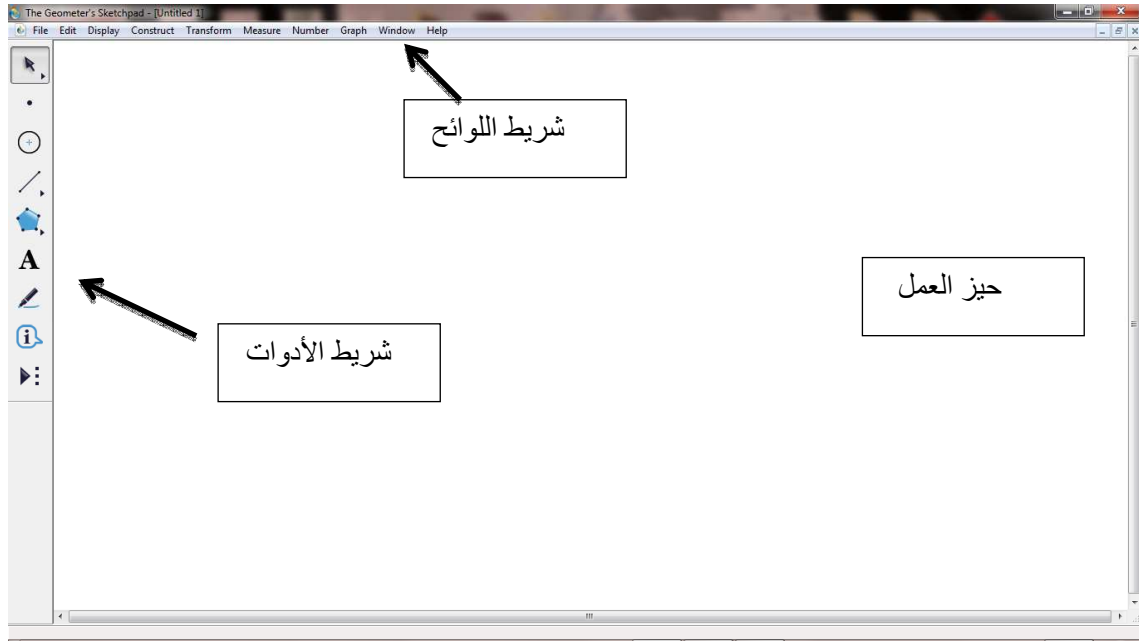 The Geometer's Sketchpad - [Untitled 1]
File Edit Display Construct Transform Measure Number Graph Window Help
شريط اللوائح
A
حيز العمل
شريط الأدوات